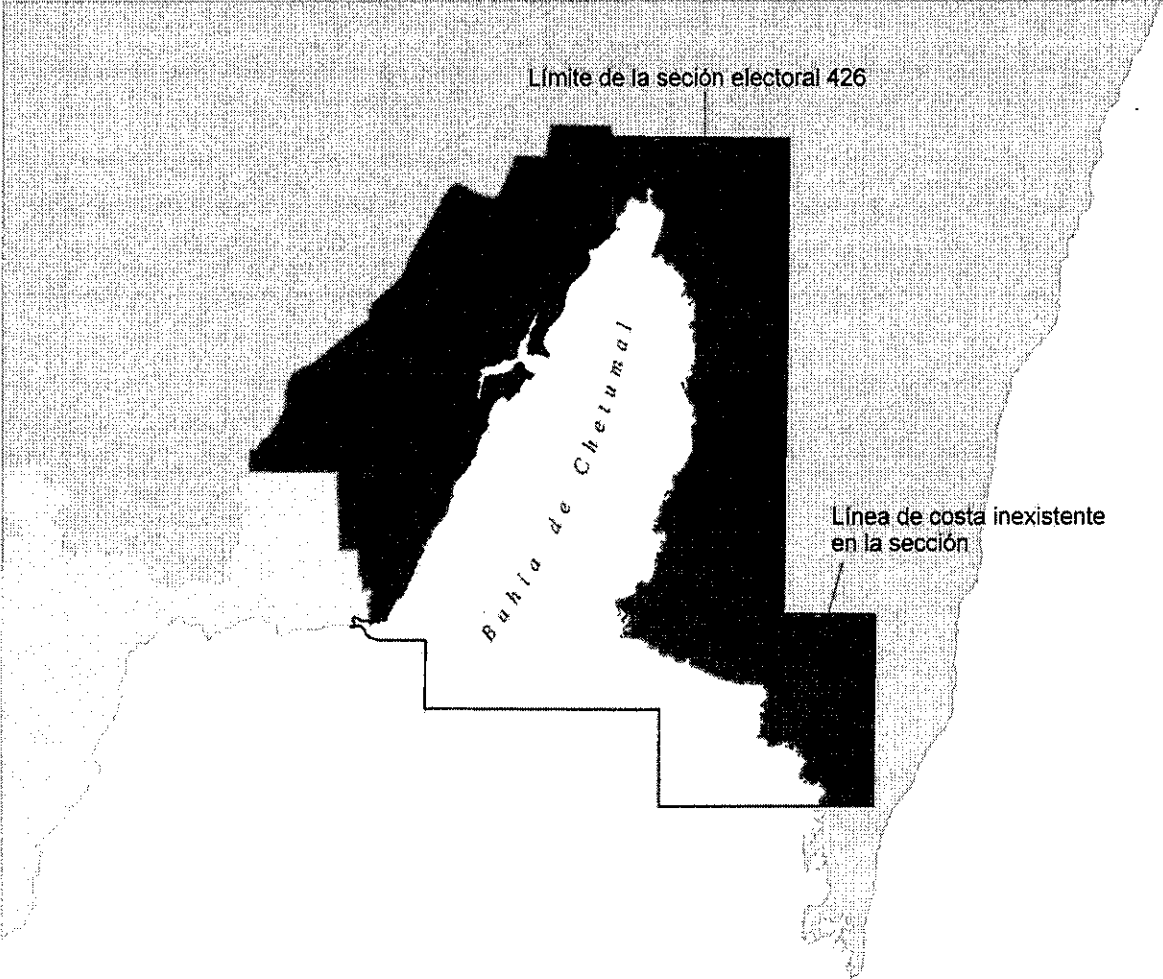 Límite de la seción electoral 426
Bahía de Chetumal
Línea de costa inexistente
en la sección